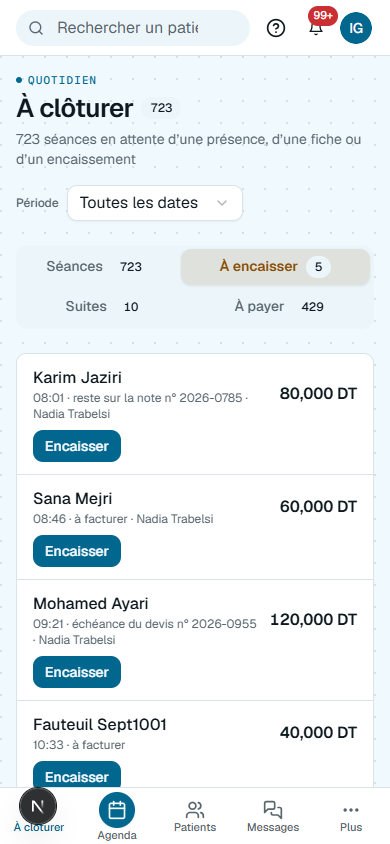 Rechercher un patie
99+
IG
QUOTIDIEN
À clôturer 723
723 séances en attente d'une présence, d'une fiche ou
d'un encaissement
Période Toutes les dates
Séances 723 À encaisser 5
Suites 10 À payer 429
Karim Jaziri
80,000 DT
08:01 · reste sur la note n° 2026-0785 ·
Nadia Trabelsi
Encaisser
Sana Mejri
60,000 DT
08:46 · à facturer · Nadia Trabelsi
Encaisser
Mohamed Ayari
120,000 DT
09:21 · échéance du devis n° 2026-0955
· Nadia Trabelsi
Encaisser
Fauteuil Sept1001
40,000 DT
10:33 · à facturer
Encaisser
N
À clôturer Agenda Patients Messages Plus